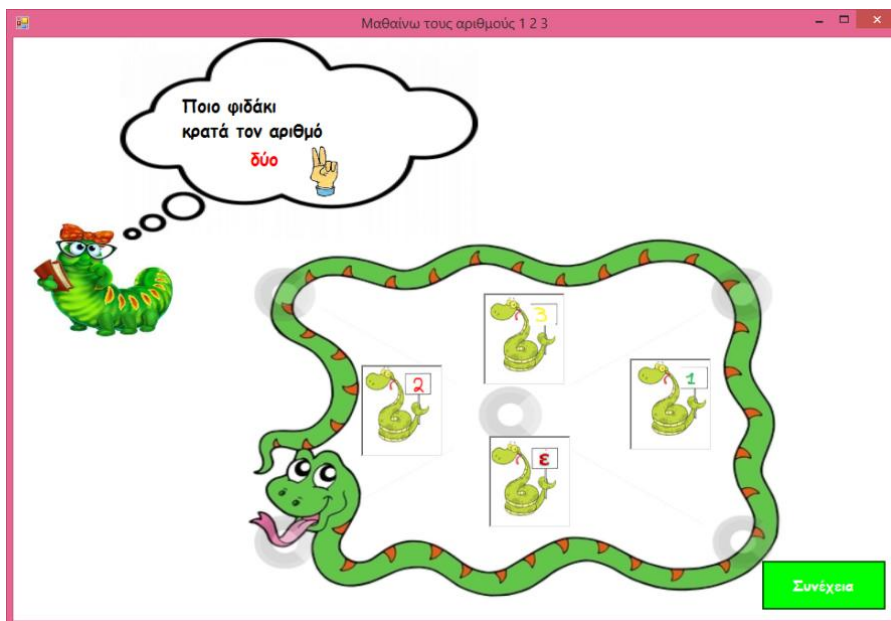 Μαθαίνω τους αριθμούς 1 2 3
Ποιο φιδάκι
κρατά τον αριθμό
δύο
3
2
1
ε
Συνέχεια